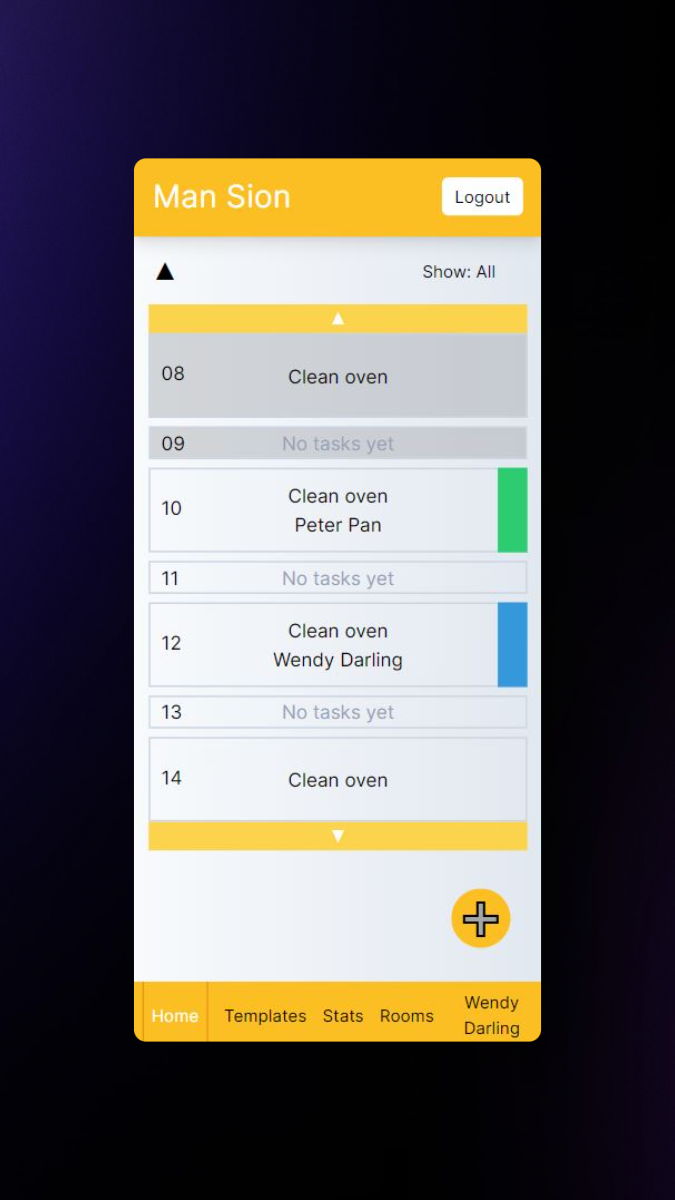 Man Sion
Logout
▲
Show: All
▲
08
Clean oven
09
No tasks yet
10
Clean oven
Peter Pan
11
No tasks yet
12
Clean oven
Wendy Darling
13
No tasks yet
14
Clean oven
▼
Home
Templates
Stats
Rooms
Wendy
Darling